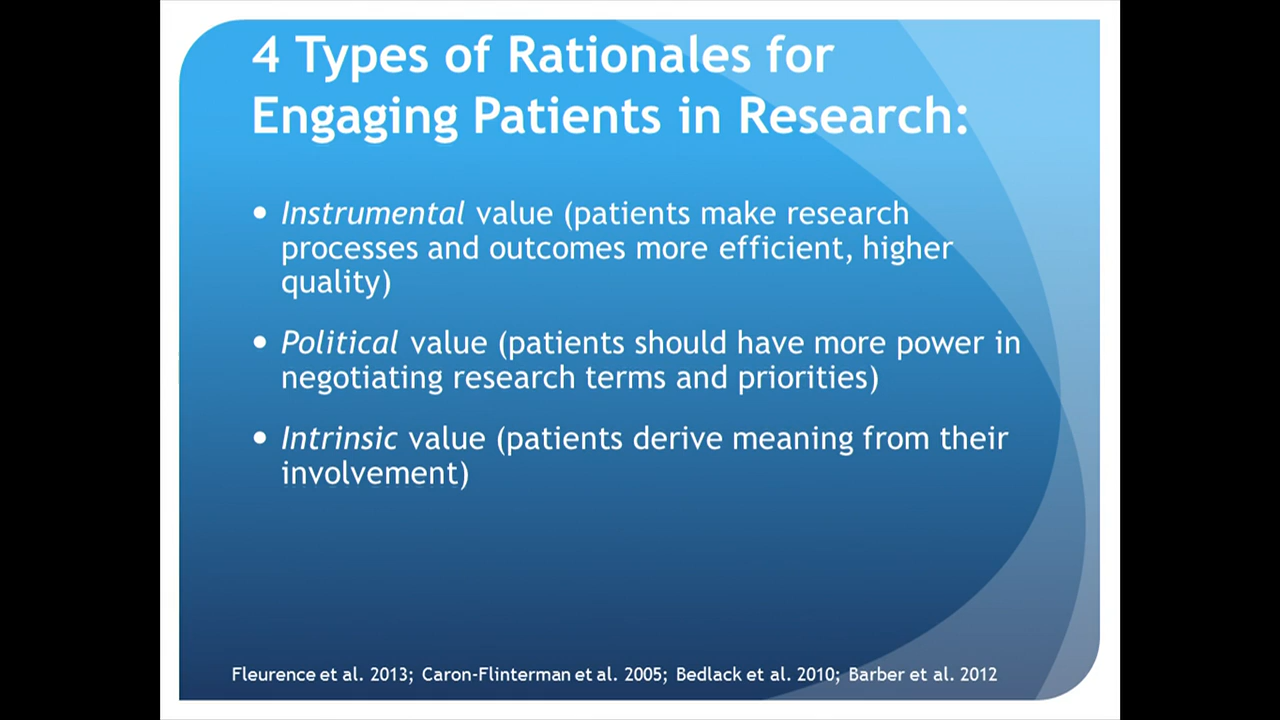 4 Types of Rationales for
Engaging Patients in Research:
• Instrumental value (patients make research
processes and outcomes more efficient, higher
quality)
• Political value (patients should have more power in
negotiating research terms and priorities)
• Intrinsic value (patients derive meaning from their
involvement)
Fleurence et al. 2013; Caron-Flinterman et al. 2005; Bedlack et al. 2010; Barber et al. 2012